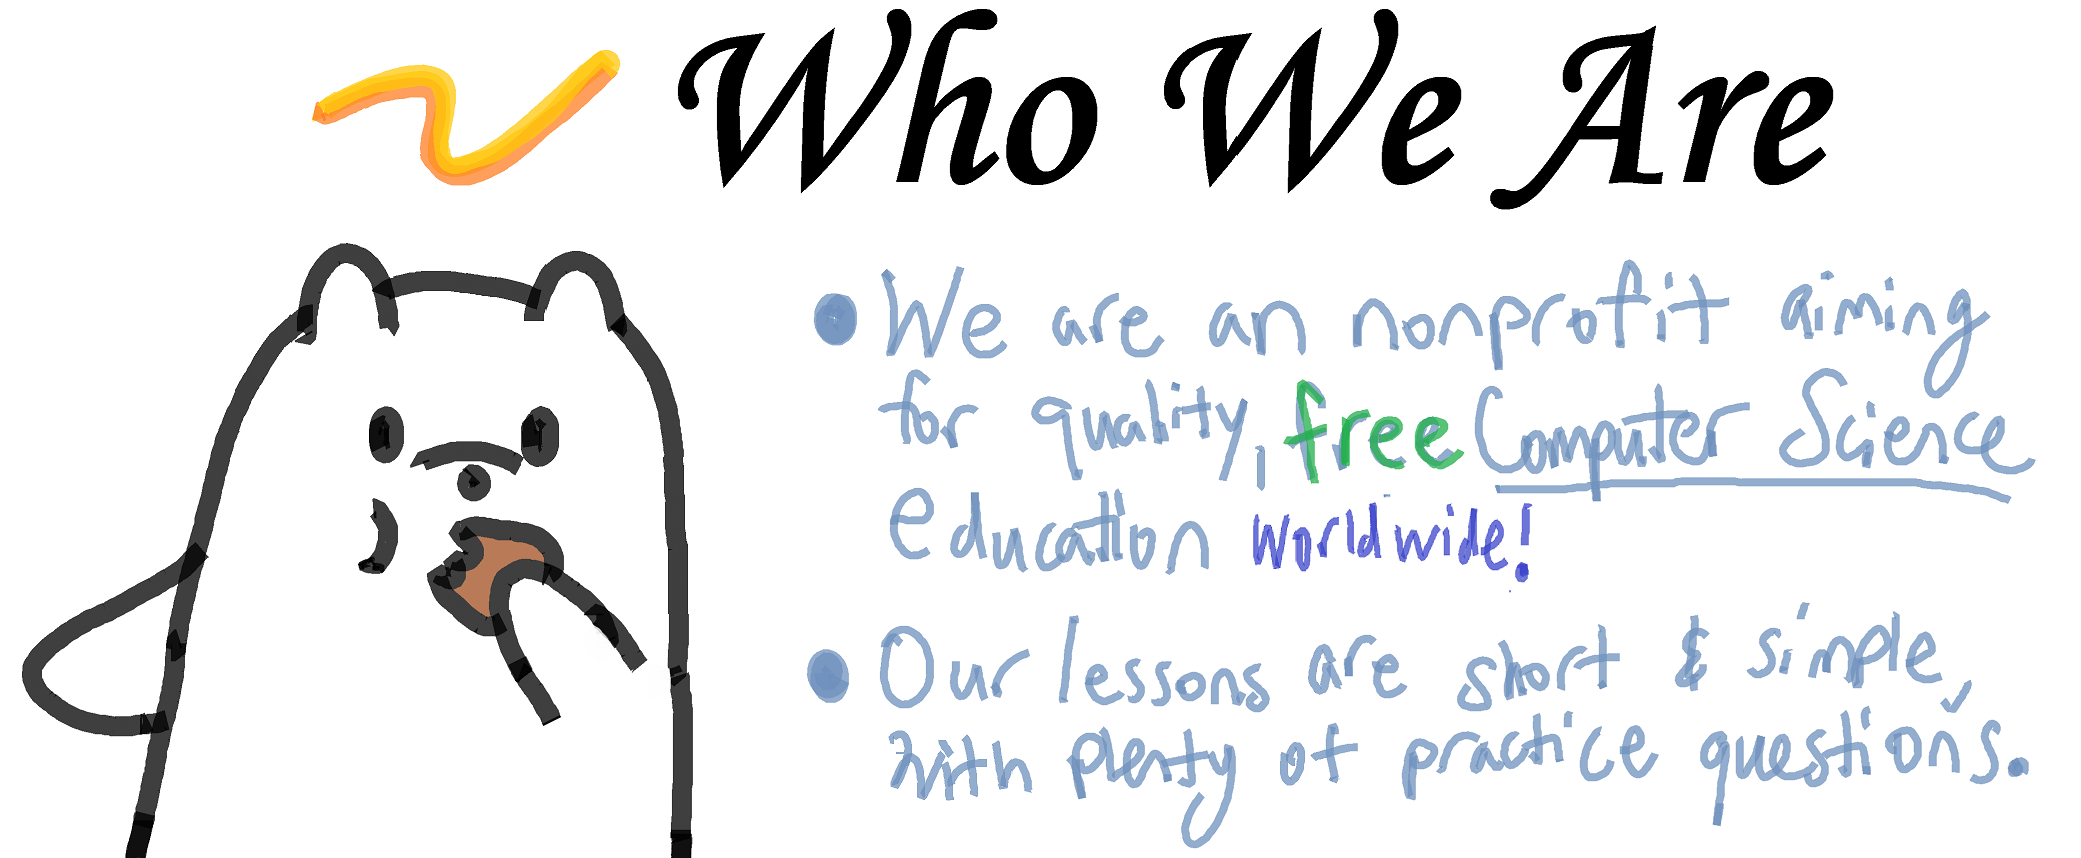 Who We Are
We are an nonprofit aiming
for quality, free Computer Science
education worldwide!
Our lessons are short & simple,
with plenty of practice questions.